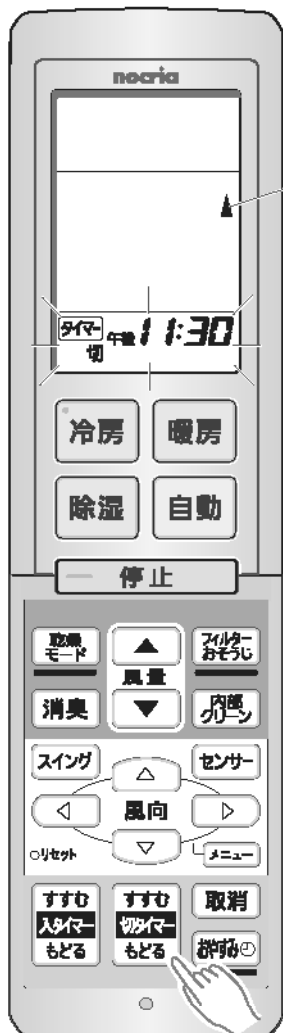 nocria
タイマー
切 午後 11:30
冷房 暖房
除湿 自動
停止
乾燥
モード
風量
フィルター
おそうじ
消臭
内部
クリーン
スイング
センサー
風向
リセット
メニュー
すすむ
入タイマー
もどる
すすむ
切タイマー
もどる
取消
おやすみ